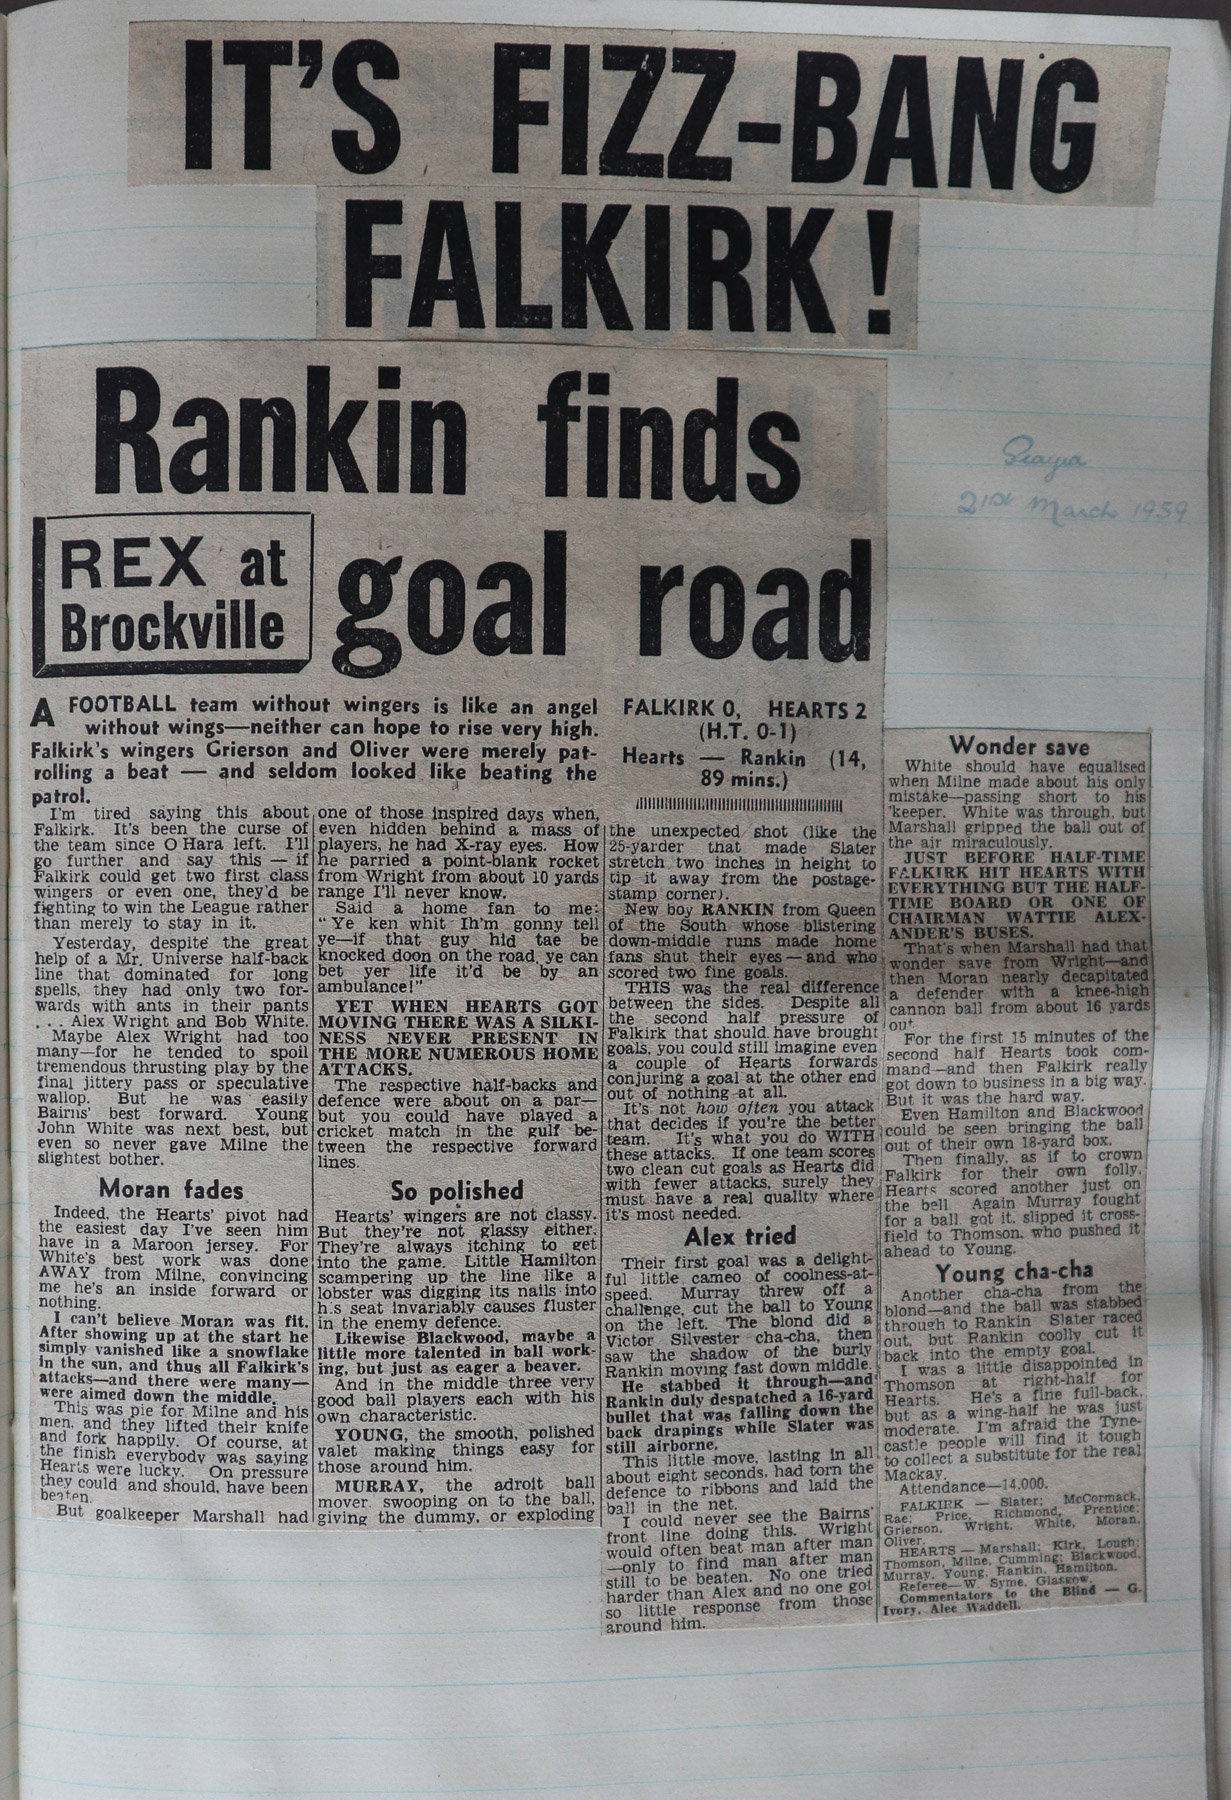 IT'S FIZZ-BANG
FALKIRK!
Rankin finds
goal road
REX at
Brockville
21st March 1959
A FOOTBALL team without wingers is like an angel
without wings—neither can hope to rise very high.
Falkirk's wingers Grierson and Oliver were merely pat-
rolling a beat — and seldom looked like beating the
patrol.
I'm tired saying this about
Falkirk. It's been the curse of
the team since O'Hara left. I'll
go further and say this — if
Falkirk could get two first class
wingers or even one, they'd be
fighting to win the League rather
than merely to stay in it.
Yesterday, despite the great
help of a Mr. Universe half-back
line that dominated for long
spells, they had only two for-
wards with ants in their pants
. . . Alex Wright and Bob White.
Maybe Alex Wright had too
many—for he tended to spoil
tremendous thrusting play by the
final jittery pass or speculative
wallop. But he was easily
Bairns' best forward. Young
John White was next best, but
even so never gave Milne the
slightest bother.
Moran fades
Indeed, the Hearts' pivot had
the easiest day I've seen him
have in a Maroon jersey. For
White's best work was done
AWAY from Milne, convincing
me he's an inside forward or
nothing.
I can't believe Moran was fit.
After showing up at the start he
simply vanished like a snowflake
in the sun, and thus all Falkirk's
attacks—and there were many—
were aimed down the middle.
This was pie for Milne and his
men, and they lifted their knife
and fork happily. Of course, at
the finish everybody was saying
Hearts were lucky. On pressure
they could and should, have been
beaten.
But goalkeeper Marshall had
one of those inspired days when,
even hidden behind a mass of
players, he had X-ray eyes. How
he parried a point-blank rocket
from Wright from about 10 yards
range I'll never know.
Said a home fan to me:
"Ye ken whit Ih'm gonny tell
ye—if that guy hid tae be
knocked doon on the road, ye can
bet yer life it'd be by an
ambulance!"
YET WHEN HEARTS GOT
MOVING THERE WAS A SILKI-
NESS NEVER PRESENT IN
THE MORE NUMEROUS HOME
ATTACKS.
The respective half-backs and
defence were about on a par—
but you could have played a
cricket match in the gulf be-
tween the respective forward
lines.
So polished
Hearts' wingers are not classy.
But they're not glassy either.
They're always itching to get
into the game. Little Hamilton
scampering up the line like a
lobster was digging its nails into
h.s seat invariably causes fluster
in the enemy defence.
Likewise Blackwood, maybe a
little more talented in ball work-
ing, but just as eager a beaver.
And in the middle three very
good ball players each with his
own characteristic.
YOUNG, the smooth, polished
valet making things easy for
those around him.
MURRAY, the adroit ball
mover, swooping on to the ball,
giving the dummy, or exploding
FALKIRK 0, HEARTS 2
(H.T. 0-1)
Hearts — Rankin (14,
89 mins.)
the unexpected shot (like the
25-yarder that made Slater
stretch two inches in height to
tip it away from the postage-
stamp corner).
New boy RANKIN from Queen
of the South whose blistering
down-middle runs made home
fans shut their eyes—and who
scored two fine goals.
THIS was the real difference
between the sides. Despite all
the second half pressure of
Falkirk that should have brought
goals, you could still imagine even
a couple of Hearts forwards
conjuring a goal at the other end
out of nothing at all.
It's not how often you attack
that decides if you're the better
team. It's what you do WITH
these attacks. If one team scores
two clean cut goals as Hearts did
with fewer attacks, surely they
must have a real quality where
it's most needed.
Alex tried
Their first goal was a delight-
ful little cameo of coolness-at-
speed. Murray threw off a
challenge, cut the ball to Young
on the left. The blond did a
Victor Silvester cha-cha, then
saw the shadow of the burly
Rankin moving fast down middle.
He stabbed it through—and
Rankin duly despatched a 16-yard
bullet that was falling down the
back drapings while Slater was
still airborne.
This little move, lasting in all
about eight seconds, had torn the
defence to ribbons and laid the
ball in the net.
I could never see the Bairns'
front line doing this. Wright
would often beat man after man
—only to find man after man
still to be beaten. No one tried
harder than Alex and no one got
so little response from those
around him.
Wonder save
White should have equalised
when Milne made about his only
mistake—passing short to his
'keeper. White was through, but
Marshall gripped the ball out of
the air miraculously.
JUST BEFORE HALF-TIME
FALKIRK HIT HEARTS WITH
EVERYTHING BUT THE HALF-
TIME BOARD OR ONE OF
CHAIRMAN WATTIE ALEX-
ANDER'S BUSES.
That's when Marshall had that
wonder save from Wright—and
then Moran nearly decapitated
a defender with a knee-high
cannon ball from about 16 yards
out.
For the first 15 minutes of the
second half Hearts took com-
mand—and then Falkirk really
got down to business in a big way.
But it was the hard way.
Even Hamilton and Blackwood
could be seen bringing the ball
out of their own 18-yard box.
Then finally, as if to crown
Falkirk for their own folly,
Hearts scored another just on
the bell. Again Murray fought
for a ball, got it, slipped it cross-
field to Thomson, who pushed it
ahead to Young.
Young cha-cha
Another cha-cha from the
blond—and the ball was stabbed
through to Rankin. Slater raced
out, but Rankin coolly cut it
back into the empty goal.
I was a little disappointed in
Thomson at right-half for
Hearts. He's a fine full-back,
but as a wing-half he was just
moderate. I'm afraid the Tyne-
castle people will find it tough
to collect a substitute for the real
Mackay.
Attendance—14,000.
FALKIRK — Slater; McCormack,
Rae; Price, Richmond, Prentice;
Grierson, Wright, White, Moran,
Oliver.
HEARTS — Marshall; Kirk, Lough;
Thomson, Milne, Cumming; Blackwood,
Murray, Young, Rankin, Hamilton.
Referee—W. Syme, Glasgow.
Commentators to the Blind — G.
Ivory, Alec Waddell.